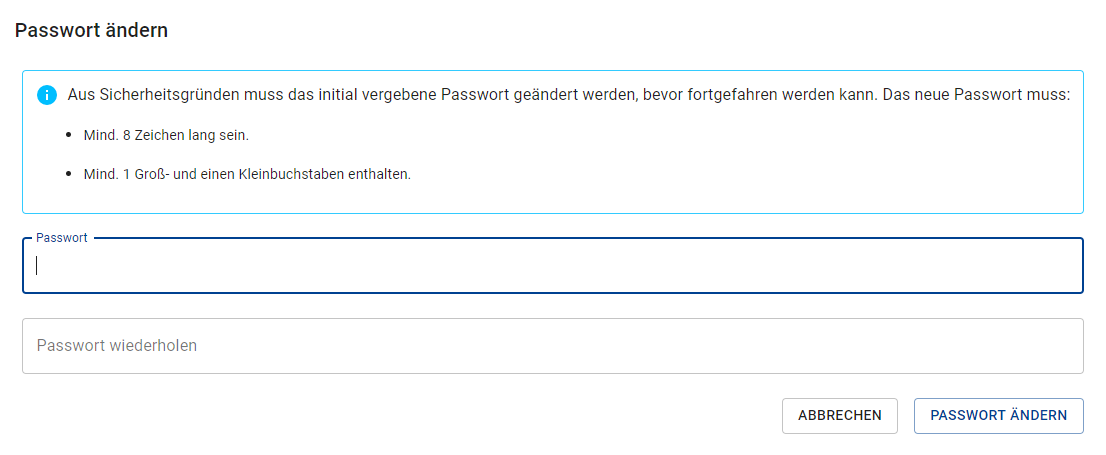 Passwort ändern
Aus Sicherheitsgründen muss das initial vergebene Passwort geändert werden, bevor fortgefahren werden kann. Das neue Passwort muss:
Mind. 8 Zeichen lang sein.
Mind. 1 Groß- und einen Kleinbuchstaben enthalten.
Passwort
Passwort wiederholen
ABBRECHEN PASSWORT ÄNDERN